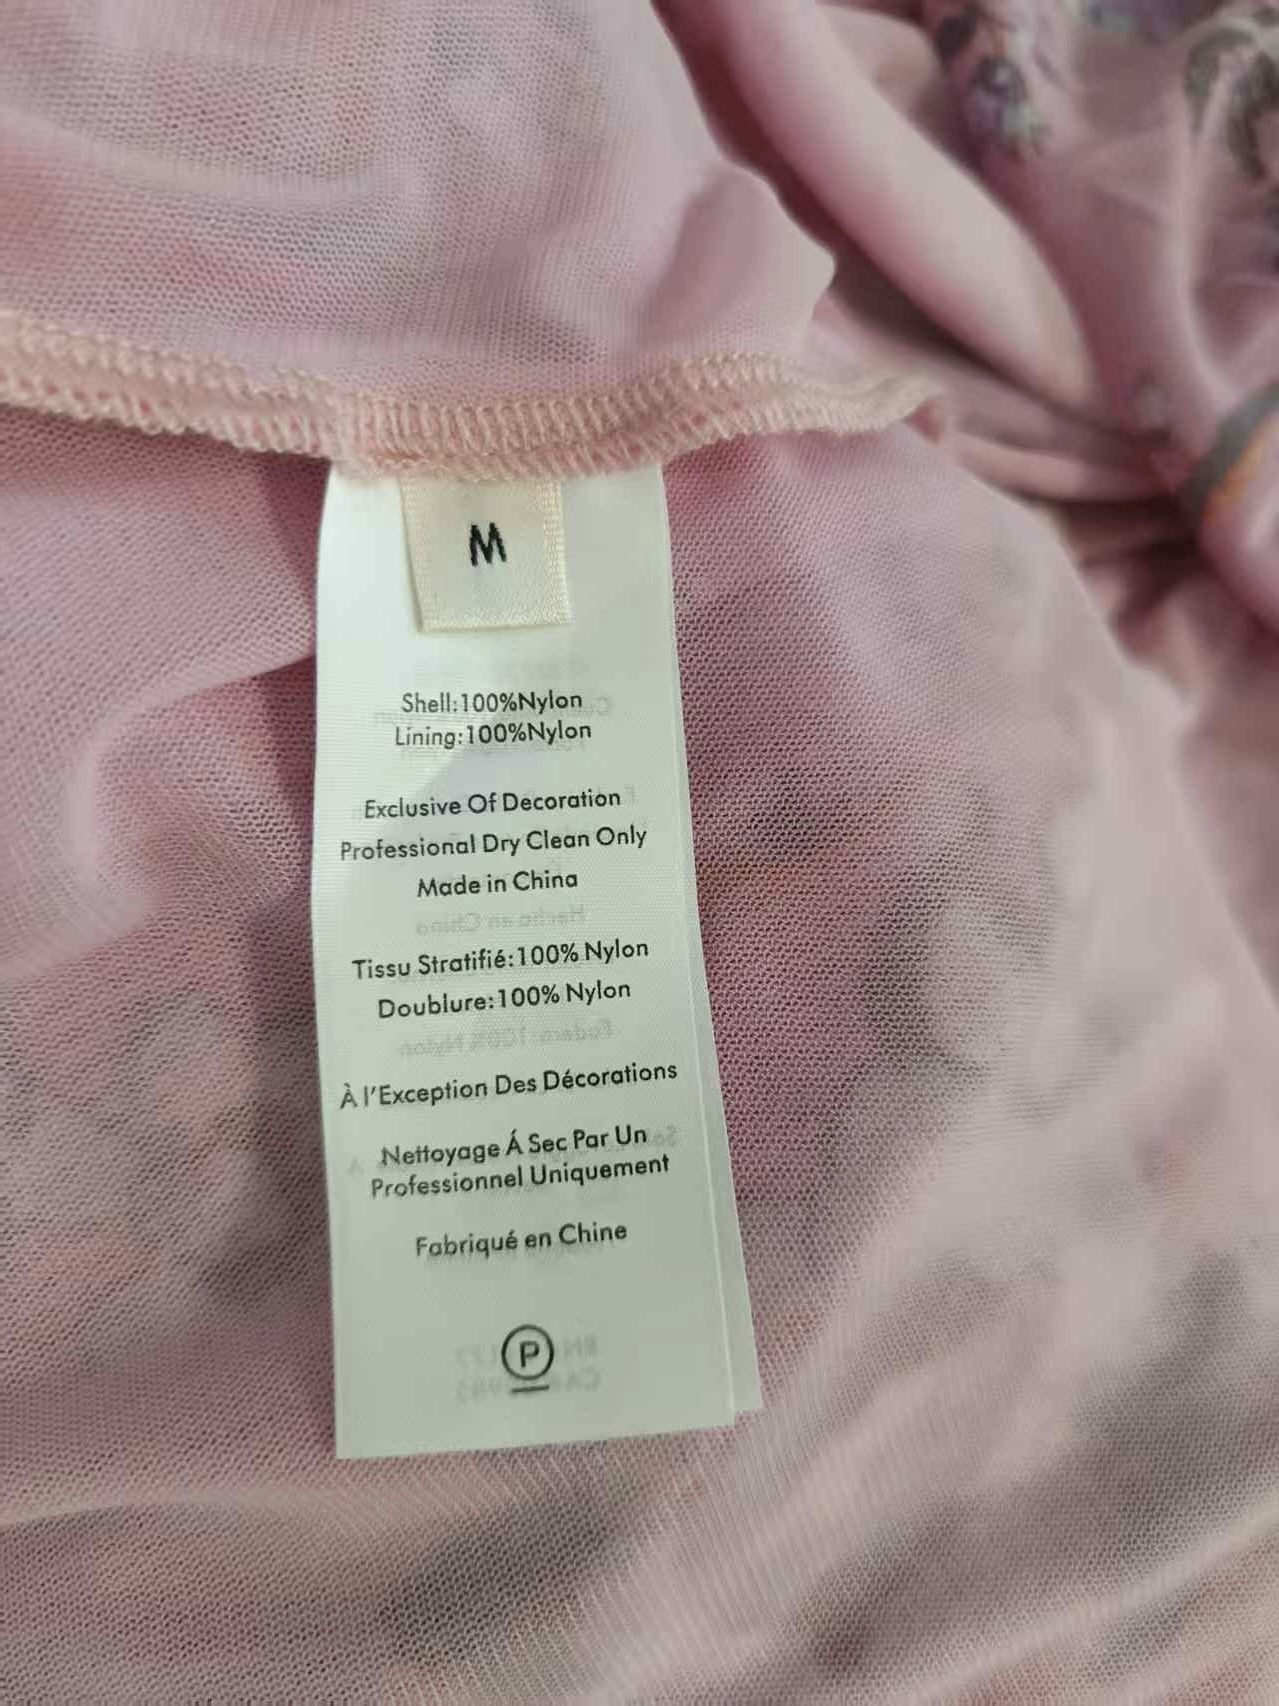 M
Shell:100%Nylon
Lining:100%Nylon
Exclusive Of Decoration
Professional Dry Clean Only
Made in China
Tissu Stratifié:100% Nylon
Doublure:100% Nylon
À l'Exception Des Décorations
Nettoyage Á Sec Par Un
Professionnel Uniquement
Fabriqué en Chine
P